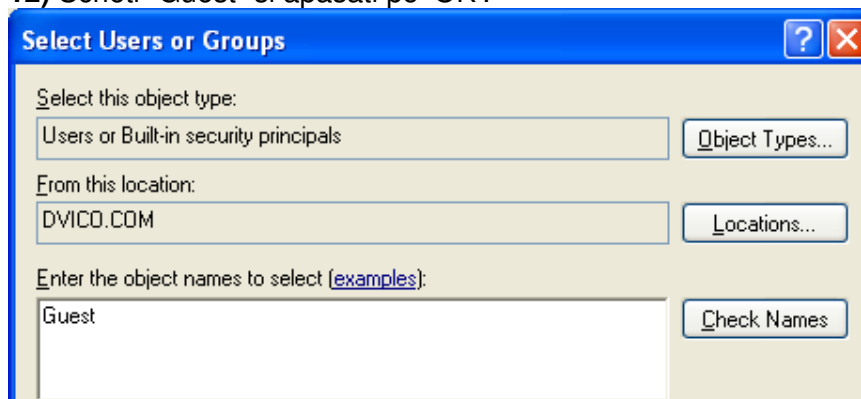 Select Users or Groups
Select this object type:
Users or Built-in security principals
Object Types...
From this location:
DVICO.COM
Locations...
Enter the object names to select (examples):
Guest
Check Names